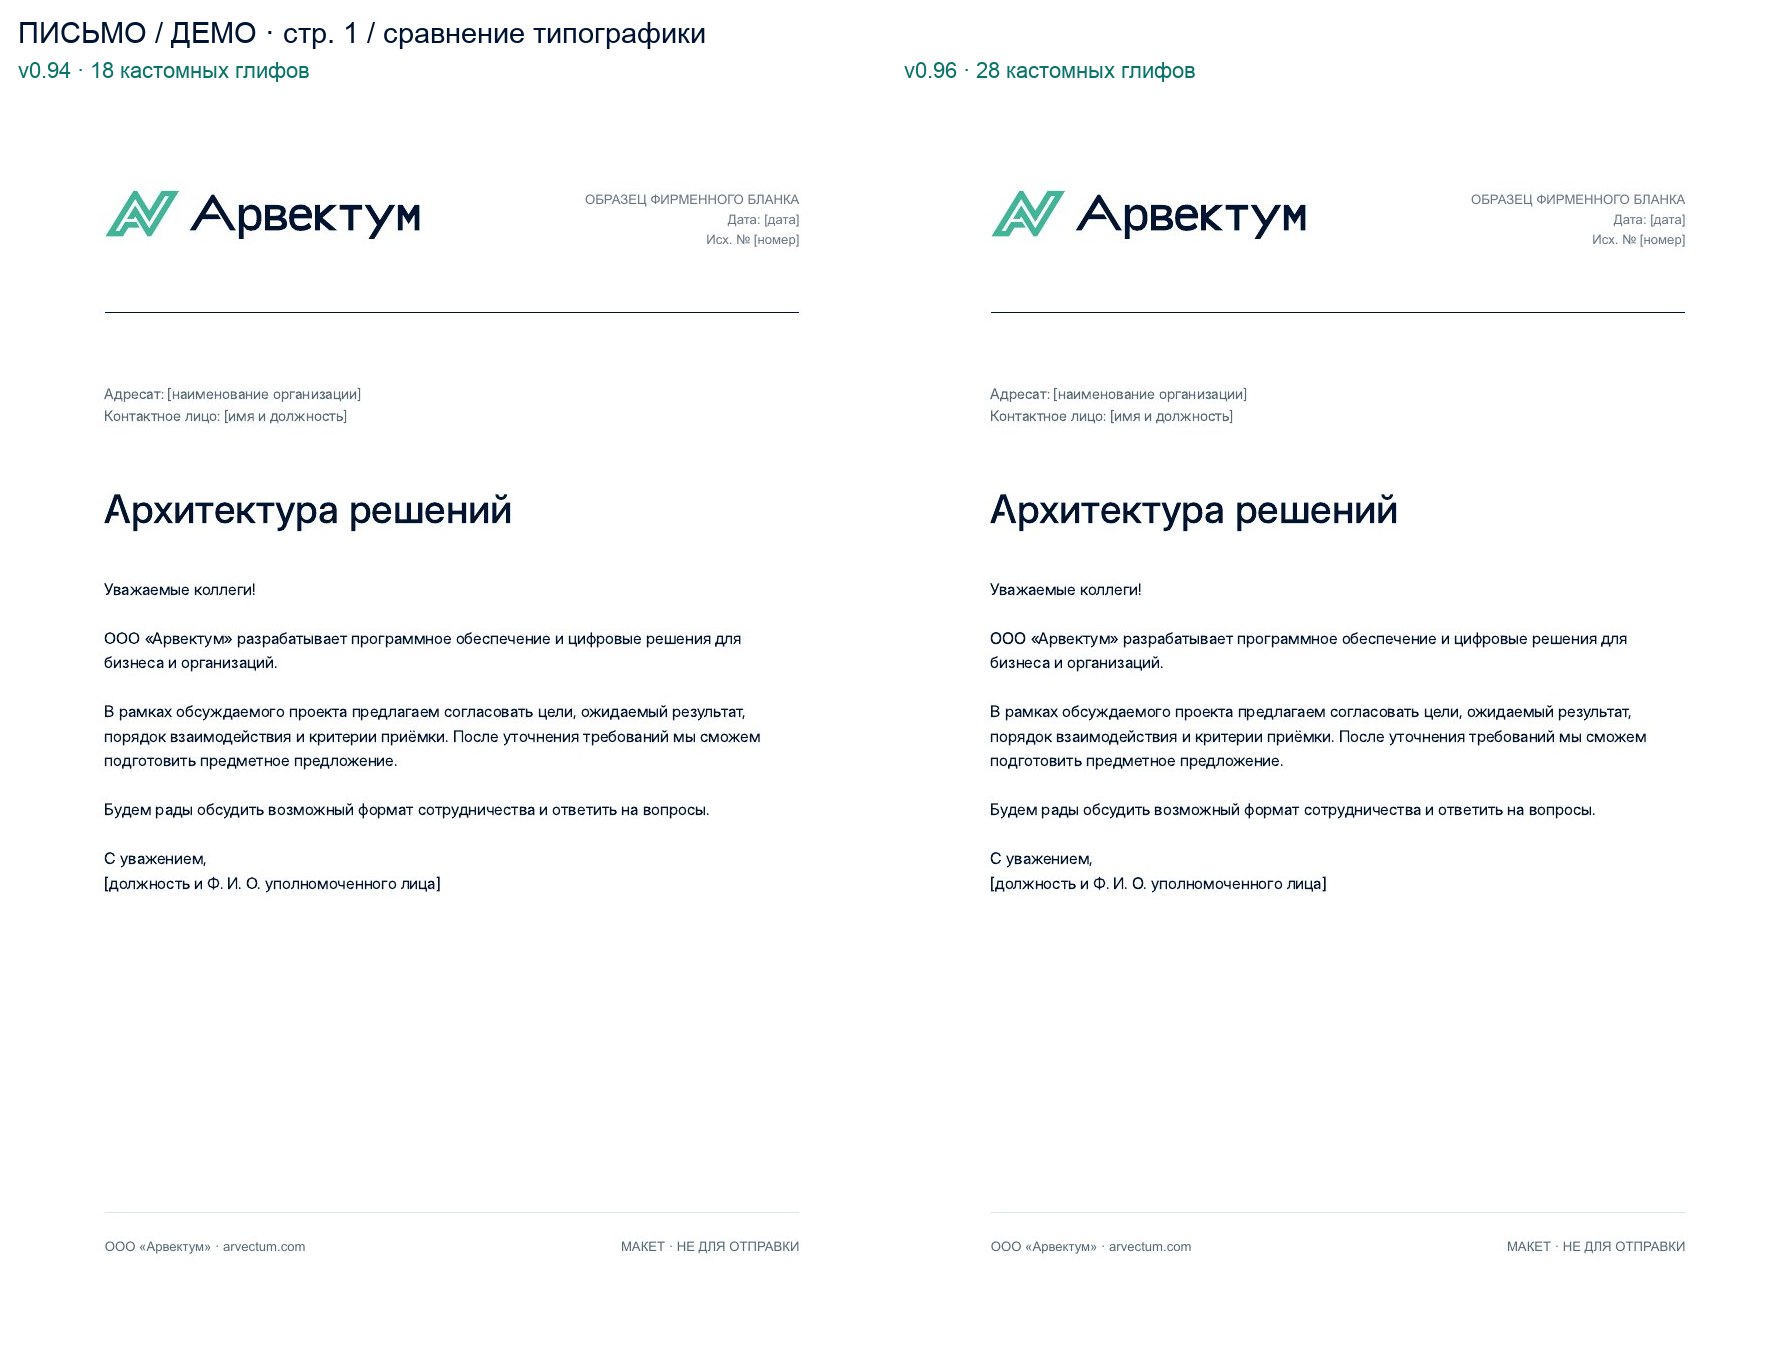 ПИСЬМО / ДЕМО · стр. 1 / сравнение типографики
v0.94 · 18 кастомных глифов
Арвектум
ОБРАЗЕЦ ФИРМЕННОГО БЛАНКА
Дата: [дата]
Исх. № [номер]
Адресат: [наименование организации]
Контактное лицо: [имя и должность]
Архитектура решений
Уважаемые коллеги!
ООО «Арвектум» разрабатывает программное обеспечение и цифровые решения для
бизнеса и организаций.
В рамках обсуждаемого проекта предлагаем согласовать цели, ожидаемый результат,
порядок взаимодействия и критерии приёмки. После уточнения требований мы сможем
подготовить предметное предложение.
Будем рады обсудить возможный формат сотрудничества и ответить на вопросы.
С уважением,
[должность и Ф. И. О. уполномоченного лица]
ООО «Арвектум» · arvectum.com
МАКЕТ · НЕ ДЛЯ ОТПРАВКИ
v0.96 · 28 кастомных глифов
Арвектум
ОБРАЗЕЦ ФИРМЕННОГО БЛАНКА
Дата: [дата]
Исх. № [номер]
Адресат: [наименование организации]
Контактное лицо: [имя и должность]
Архитектура решений
Уважаемые коллеги!
ООО «Арвектум» разрабатывает программное обеспечение и цифровые решения для
бизнеса и организаций.
В рамках обсуждаемого проекта предлагаем согласовать цели, ожидаемый результат,
порядок взаимодействия и критерии приёмки. После уточнения требований мы сможем
подготовить предметное предложение.
Будем рады обсудить возможный формат сотрудничества и ответить на вопросы.
С уважением,
[должность и Ф. И. О. уполномоченного лица]
ООО «Арвектум» · arvectum.com
МАКЕТ · НЕ ДЛЯ ОТПРАВКИ